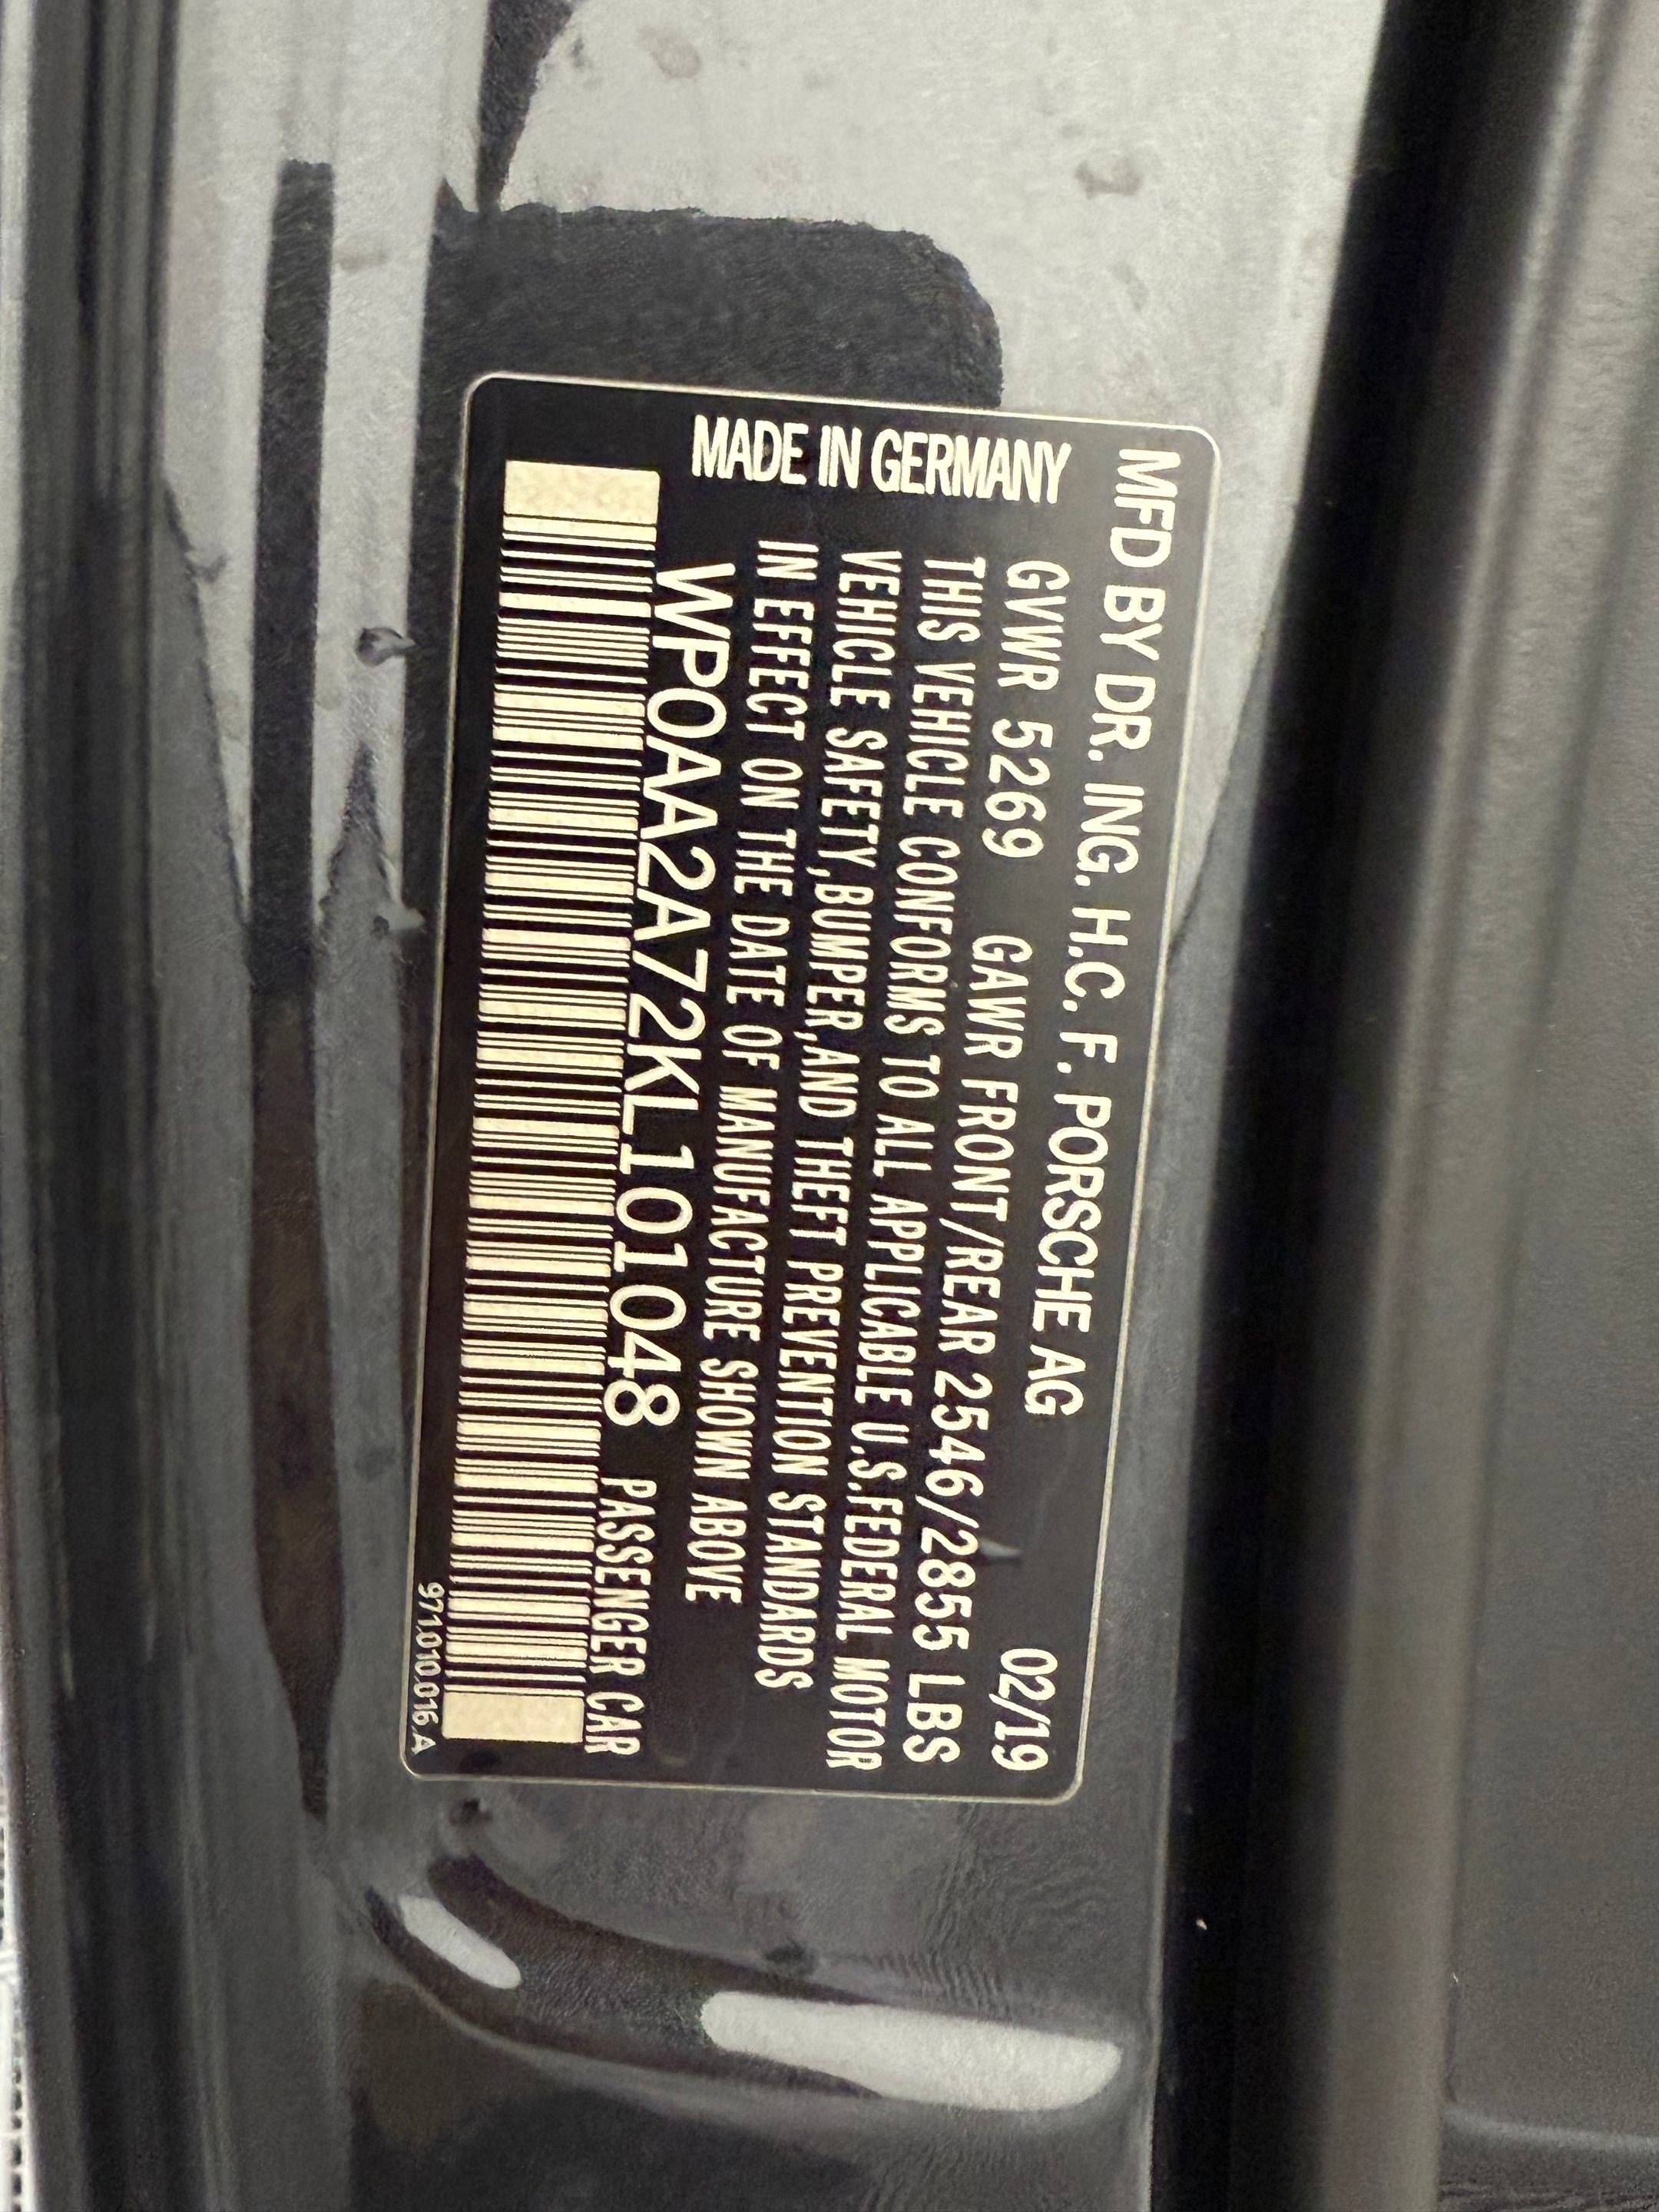 MFD BY DR. ING. H.C. F. PORSCHE AG 02/19
GVWR 5269 GAWR FRONT/REAR 2546/2855 LBS
THIS VEHICLE CONFORMS TO ALL APPLICABLE U.S.FEDERAL MOTOR
VEHICLE SAFETY,BUMPER,AND THEFT PREVENTION STANDARDS
IN EFFECT ON THE DATE OF MANUFACTURE SHOWN ABOVE
MADE IN GERMANY
WP0AA2A72KL101048 PASSENGER CAR
971.010.016.A